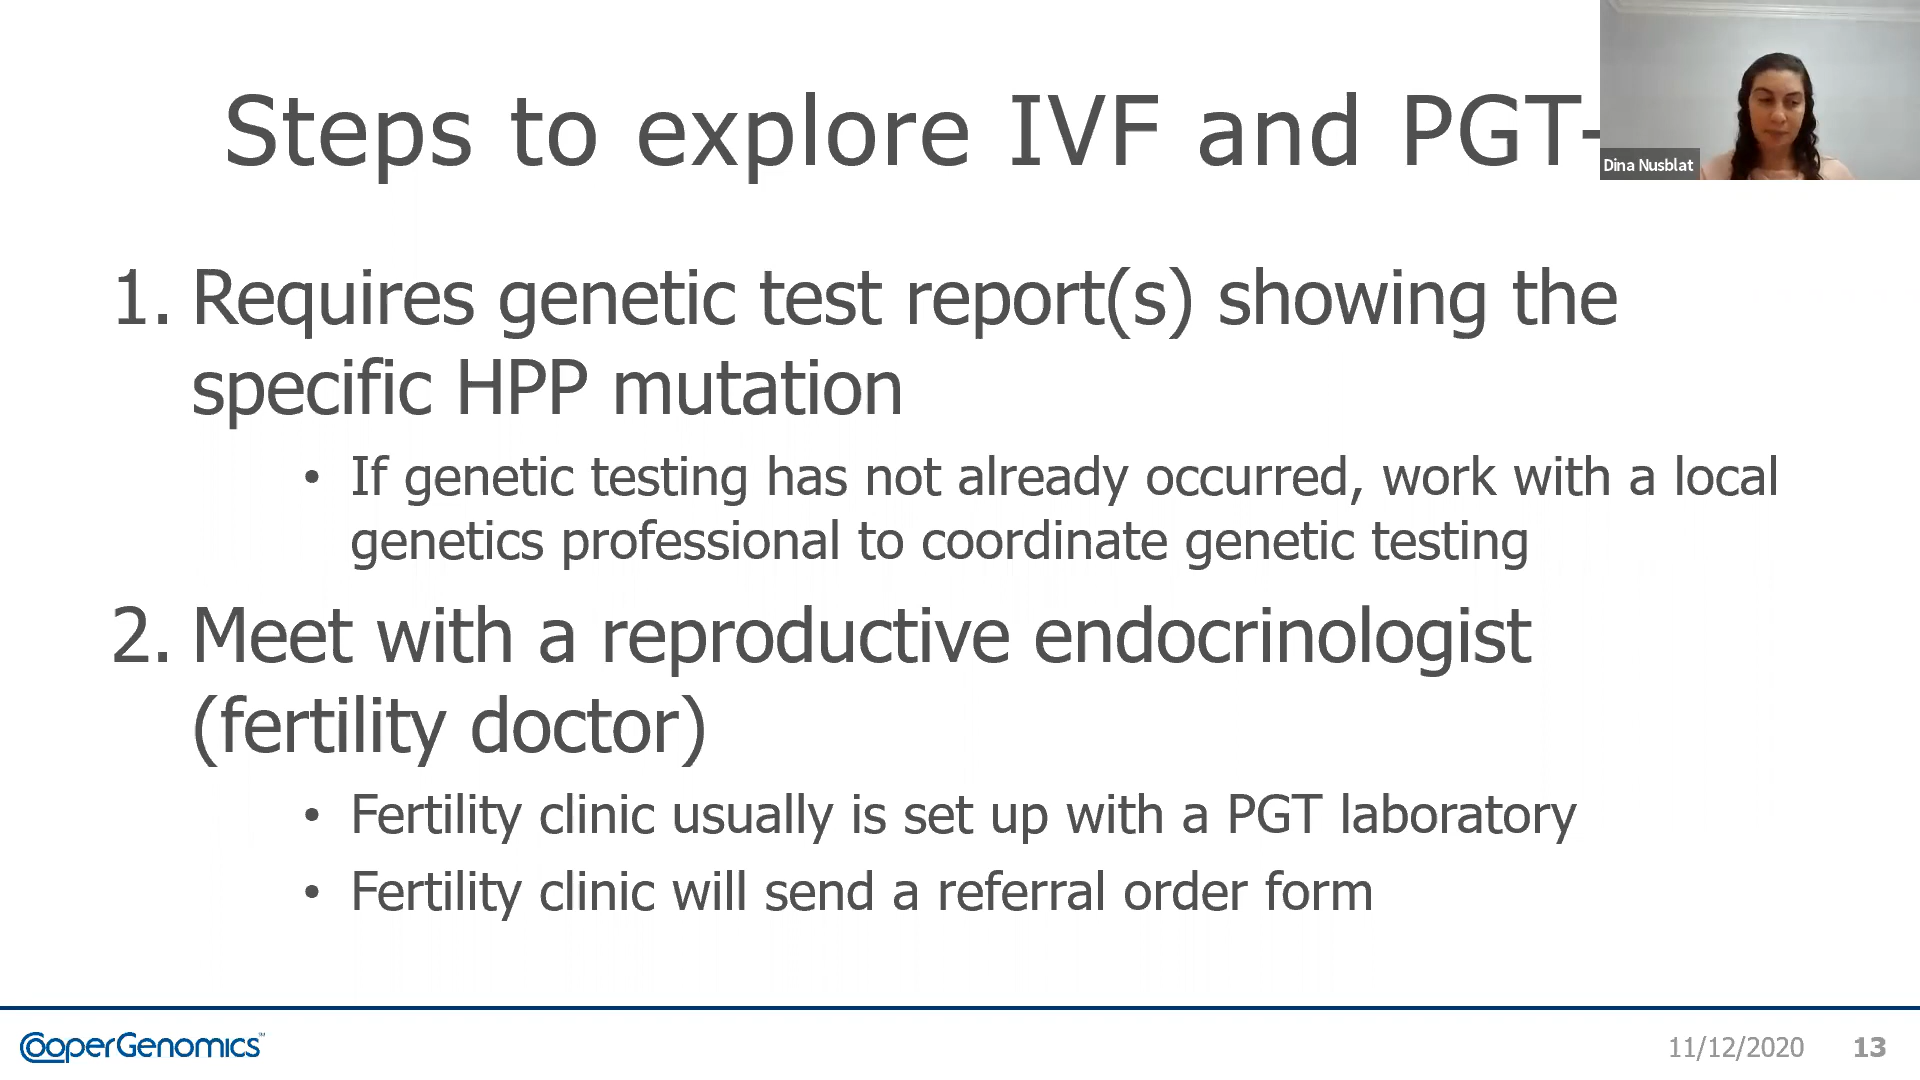 Steps to explore IVF and PGT-
Dina Nusblat
1. Requires genetic test report(s) showing the
specific HPP mutation
• If genetic testing has not already occurred, work with a local
genetics professional to coordinate genetic testing
2. Meet with a reproductive endocrinologist
(fertility doctor)
• Fertility clinic usually is set up with a PGT laboratory
• Fertility clinic will send a referral order form
CooperGenomics™
11/12/2020 13